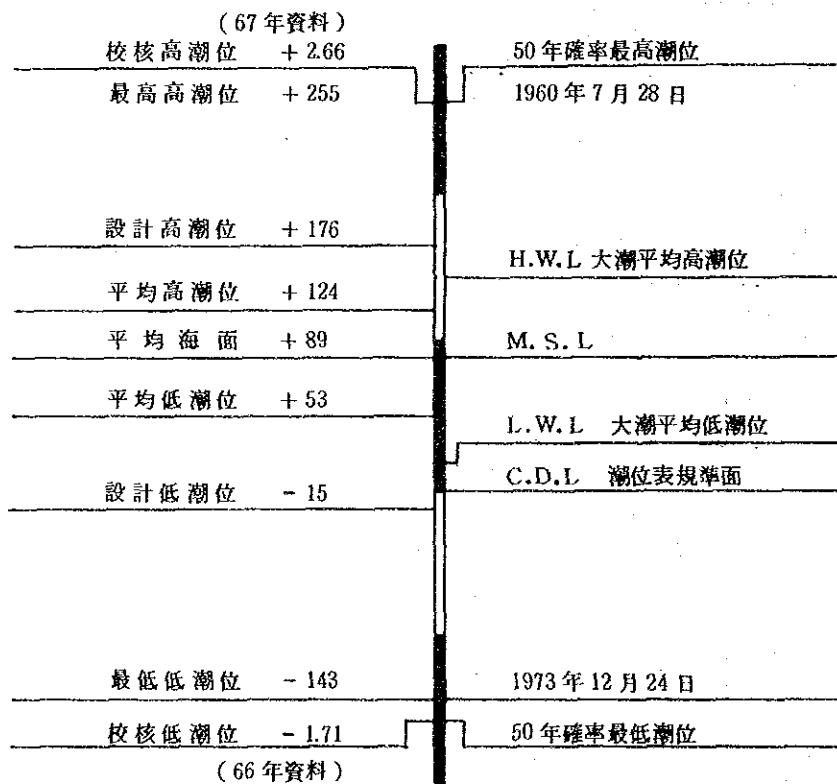 (67年資料)
校核高潮位 + 2.66 50年確率最高潮位
最高高潮位 + 255 1960年7月28日
設計高潮位 + 176
H.W.L 大潮平均高潮位
平均高潮位 + 124
平均海面 + 89 M.S.L
平均低潮位 + 53
L.W.L 大潮平均低潮位
C.D.L 潮位表規準面
設計低潮位 - 15
最低低潮位 - 143 1973年12月24日
校核低潮位 - 1.71 50年確率最低潮位
(66年資料)